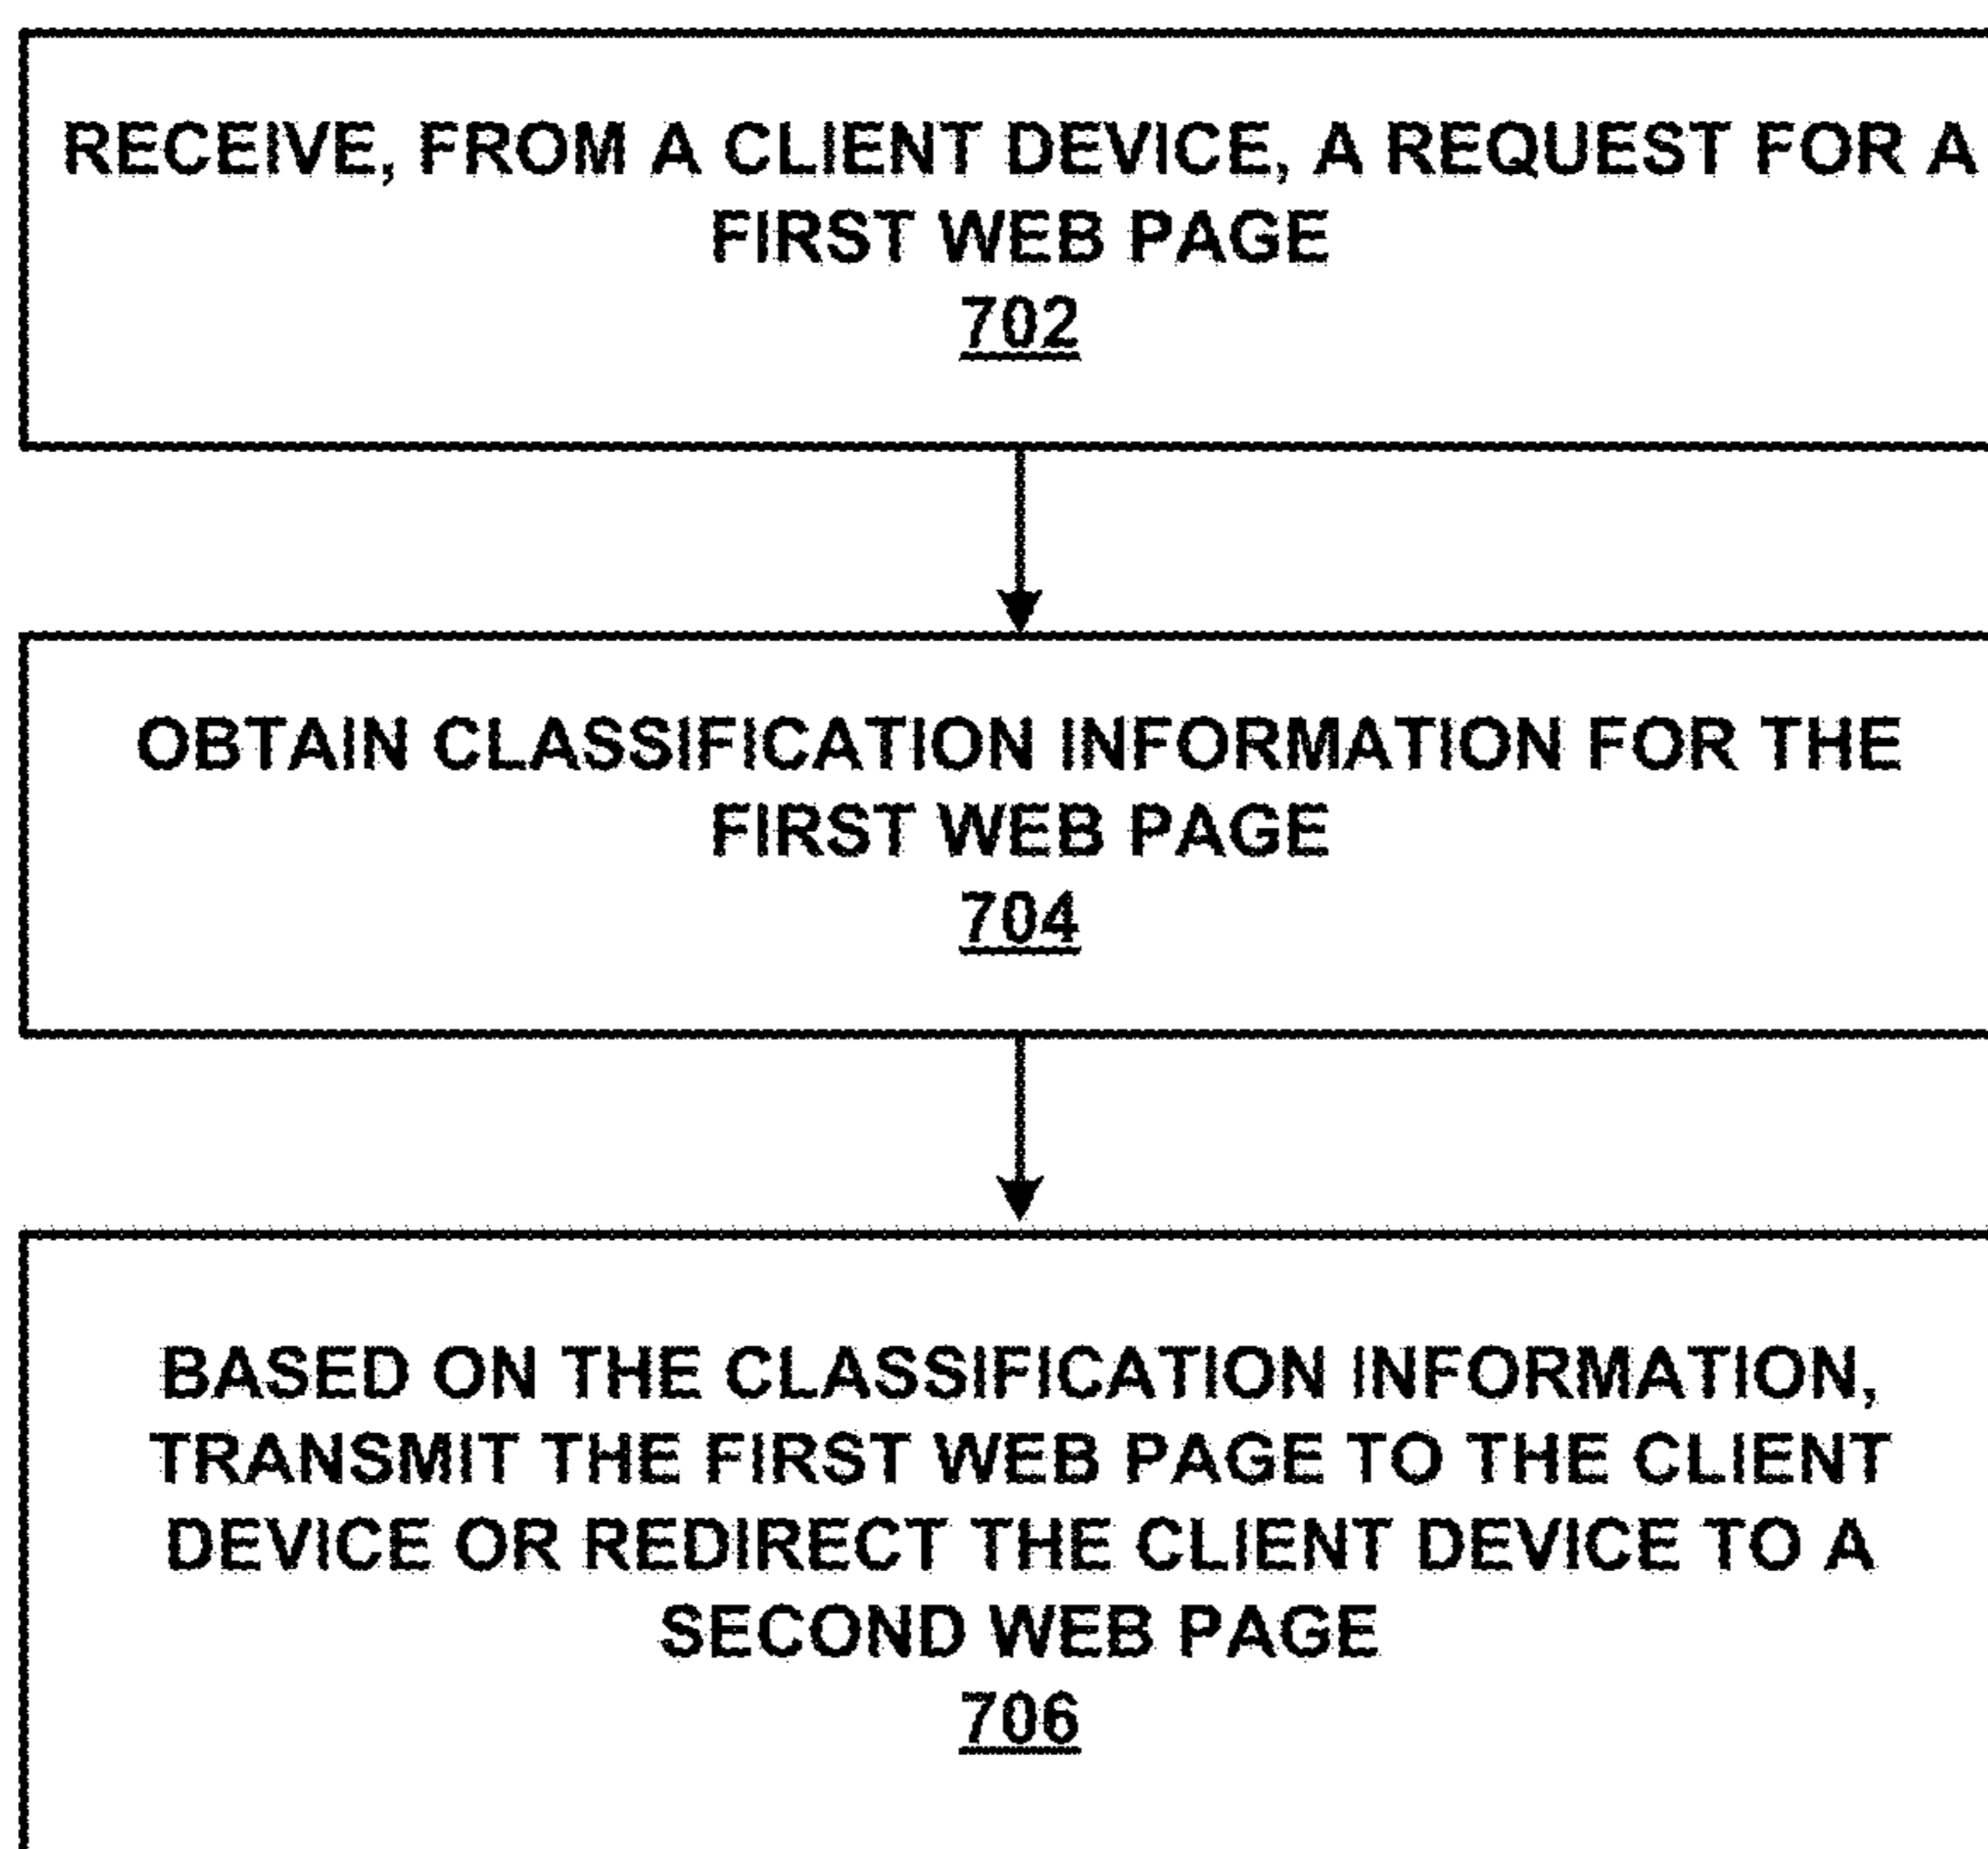 RECEIVE, FROM A CLIENT DEVICE, A REQUEST FOR A
FIRST WEB PAGE
702
OBTAIN CLASSIFICATION INFORMATION FOR THE
FIRST WEB PAGE
704
BASED ON THE CLASSIFICATION INFORMATION,
TRANSMIT THE FIRST WEB PAGE TO THE CLIENT
DEVICE OR REDIRECT THE CLIENT DEVICE TO A
SECOND WEB PAGE
706